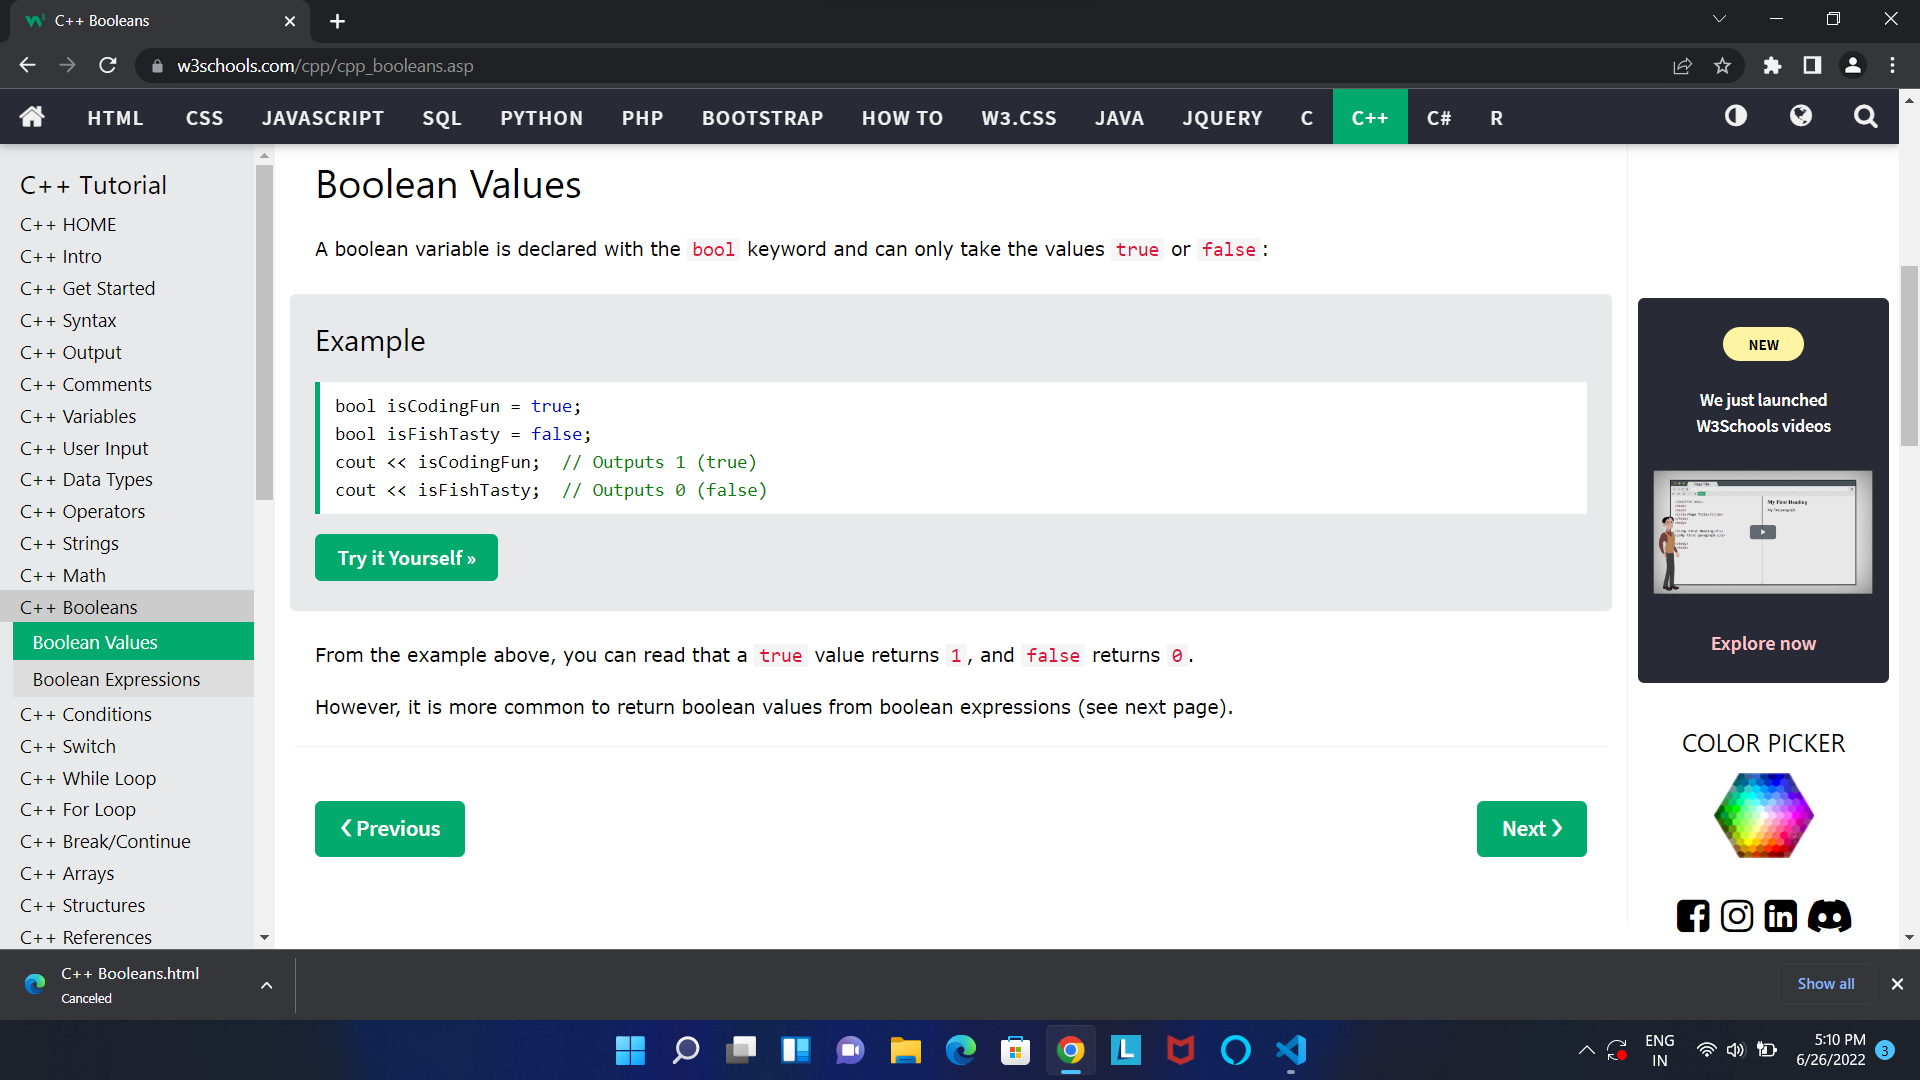 C++ Booleans
w3schools.com/cpp/cpp_booleans.asp
HTML CSS JAVASCRIPT SQL PYTHON PHP BOOTSTRAP HOW TO W3.CSS JAVA JQUERY C C++ C# R
C++ Tutorial
C++ HOME
C++ Intro
C++ Get Started
C++ Syntax
C++ Output
C++ Comments
C++ Variables
C++ User Input
C++ Data Types
C++ Operators
C++ Strings
C++ Math
C++ Booleans
Boolean Values
Boolean Expressions
C++ Conditions
C++ Switch
C++ While Loop
C++ For Loop
C++ Break/Continue
C++ Arrays
C++ Structures
C++ References
Boolean Values
A boolean variable is declared with the bool keyword and can only take the values true or false:
Example
bool isCodingFun = true;
bool isFishTasty = false;
cout << isCodingFun;  // Outputs 1 (true)
cout << isFishTasty;  // Outputs 0 (false)
Try it Yourself »
From the example above, you can read that a true value returns 1, and false returns 0.
However, it is more common to return boolean values from boolean expressions (see next page).
❮ Previous
Next ❯
NEW
We just launched
W3Schools videos
My First Heading
Explore now
COLOR PICKER
C++ Booleans.html
Canceled
Show all
ENG
IN
5:10 PM
6/26/2022
3